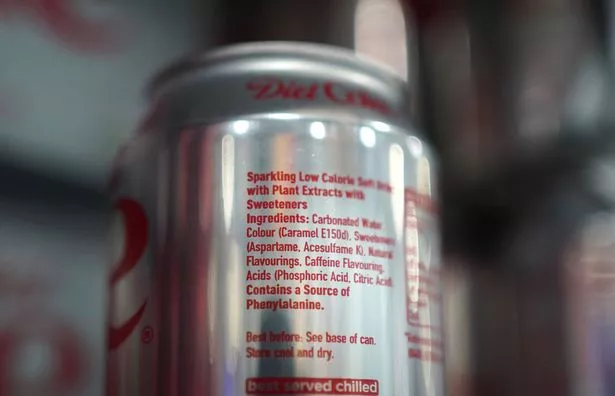 Diet Coke
Sparkling Low Calorie Soft Drink
with Plant Extracts with
Sweeteners
Ingredients: Carbonated Water
Colour (Caramel E150d), Sweeteners
(Aspartame, Acesulfame K), Natural
Flavourings, Caffeine Flavouring,
Acids (Phosphoric Acid, Citric Acid).
Contains a Source of
Phenylalanine.
Best before: See base of can.
Store cool and dry.
best served chilled
®